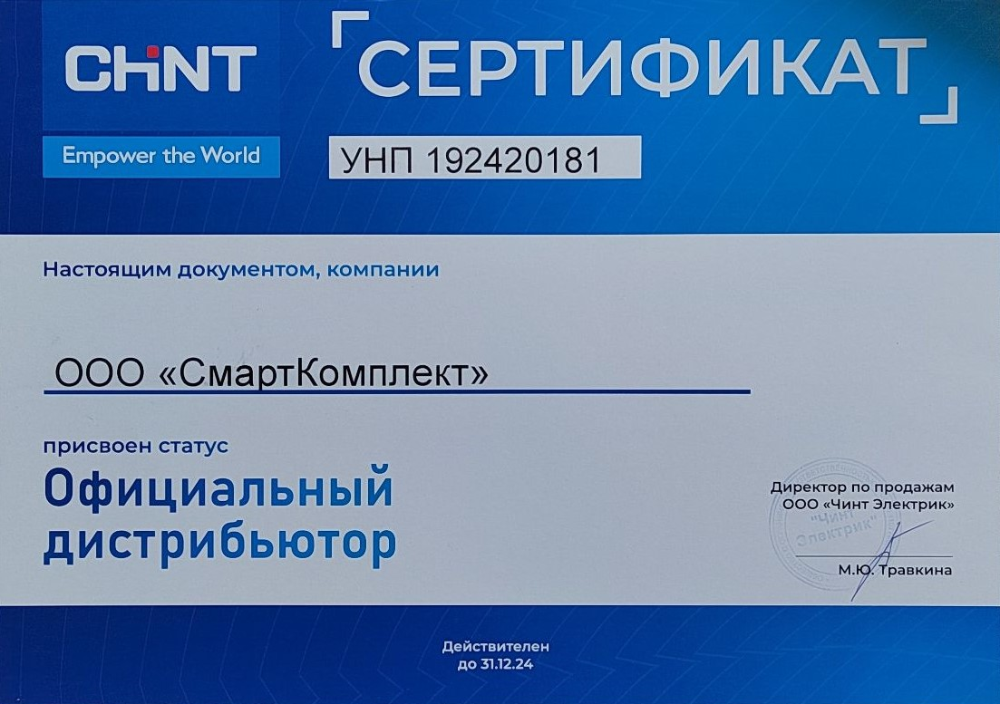 CHINT
СЕРТИФИКАТ
Empower the World
УНП 192420181
Настоящим документом, компании
ООО «СмартКомплект»
присвоен статус
Официальный
дистрибьютор
Директор по продажам
ООО «Чинт Электрик»
"Чинт
Электрик"
М.Ю. Травкина
Действителен
до 31.12.24